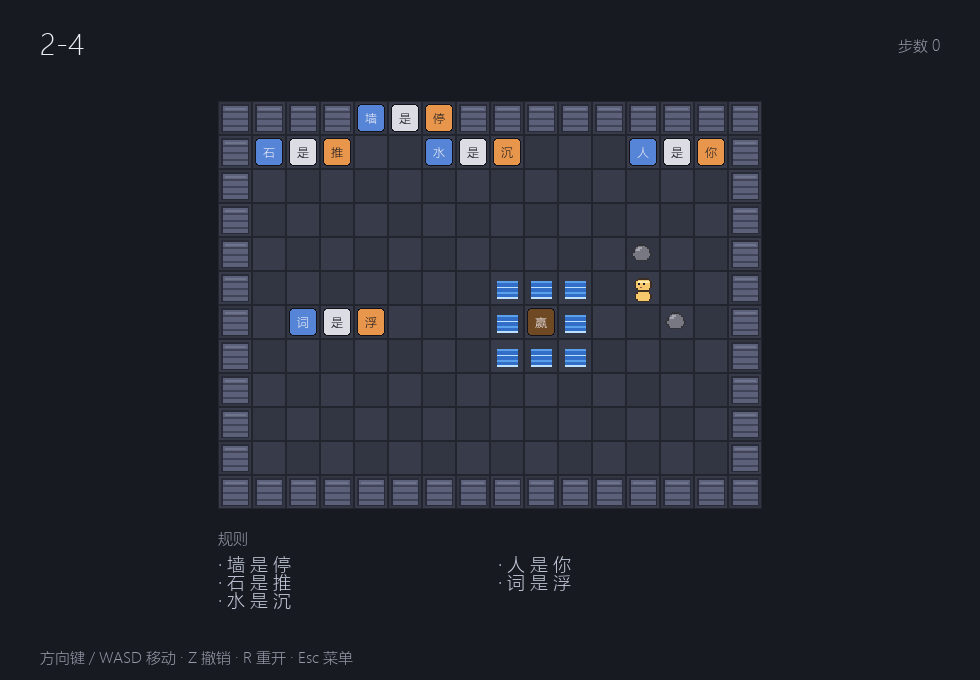 2-4
步数 0
墙 是 停
石 是 推 水 是 沉 人 是 你
词 是 浮 赢
规则
· 墙 是 停
· 石 是 推
· 水 是 沉
· 人 是 你
· 词 是 浮
方向键 / WASD 移动 · Z 撤销 · R 重开 · Esc 菜单